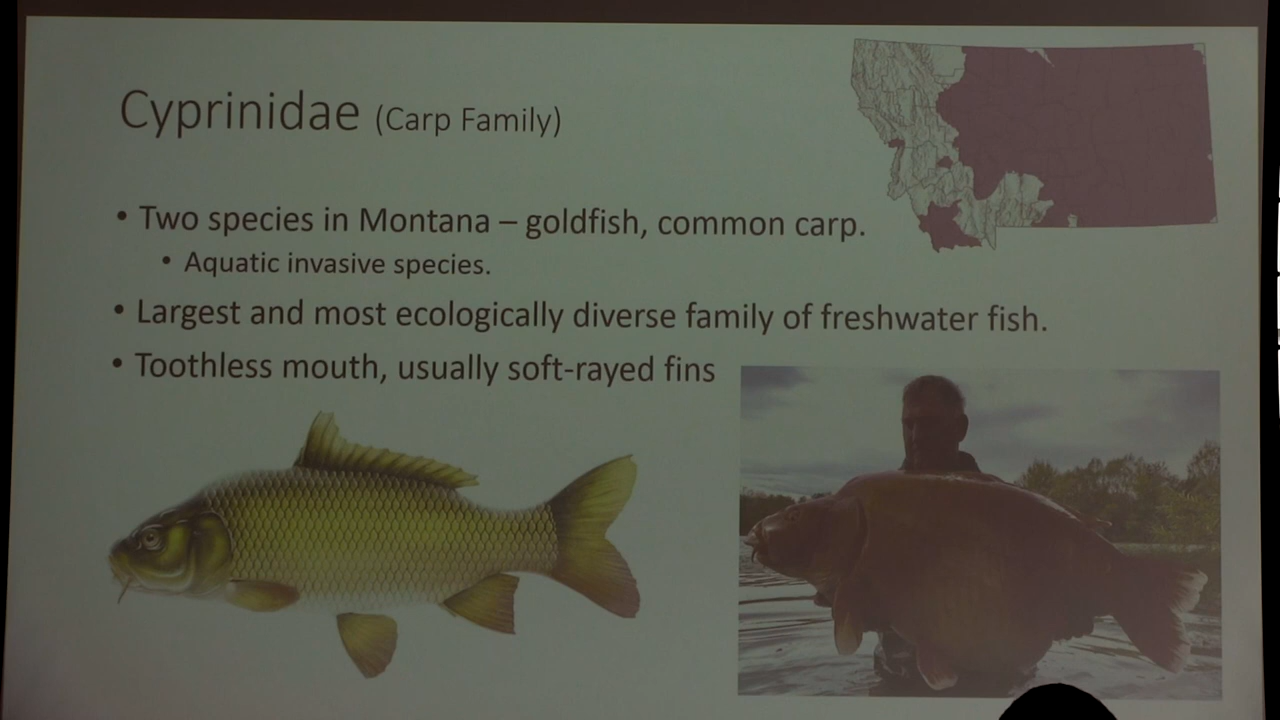 Cyprinidae (Carp Family)
• Two species in Montana – goldfish, common carp.
• Aquatic invasive species.
• Largest and most ecologically diverse family of freshwater fish.
• Toothless mouth, usually soft-rayed fins